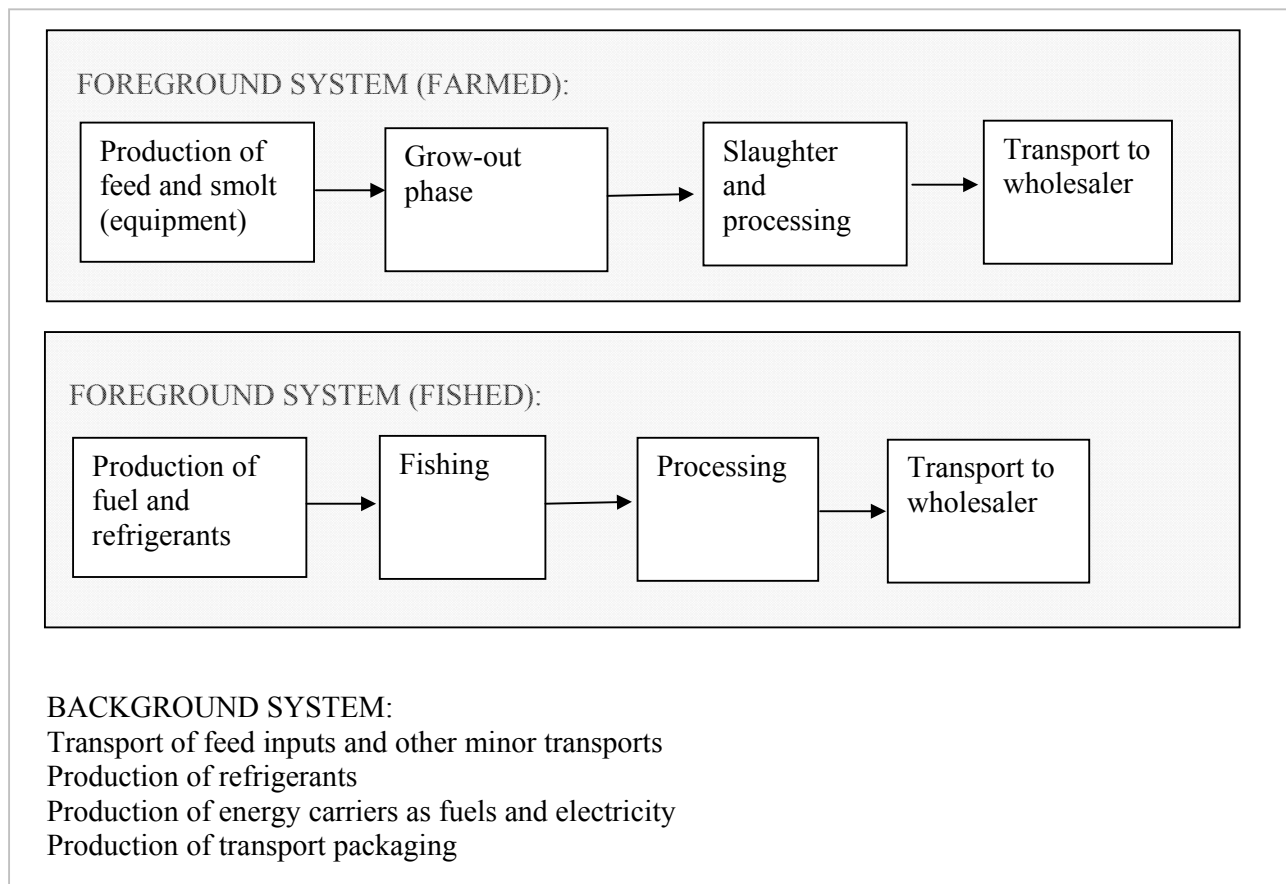 FOREGROUND SYSTEM (FARMED):
Production of
feed and smolt
(equipment)
Grow-out
phase
Slaughter
and
processing
Transport to
wholesaler
FOREGROUND SYSTEM (FISHED):
Production of
fuel and
refrigerants
Fishing
Processing
Transport to
wholesaler
BACKGROUND SYSTEM:
Transport of feed inputs and other minor transports
Production of refrigerants
Production of energy carriers as fuels and electricity
Production of transport packaging